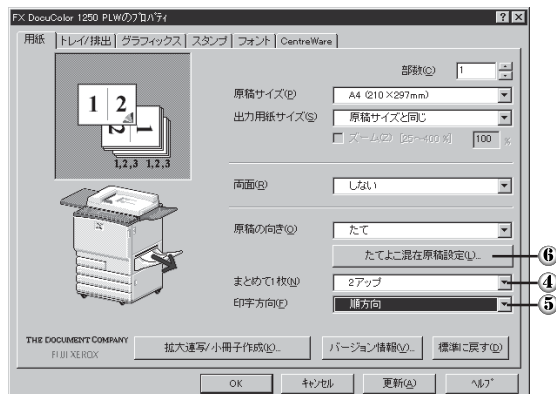 FX DocuColor 1250 PLWのプロパティ
用紙 トレイ/排出 グラフィックス スタンプ フォント CentreWare
部数(C) 1
原稿サイズ(P) A4 (210×297mm)
出力用紙サイズ(S) 原稿サイズと同じ
ズーム(Z) [25~400 %] 100 %
1 2
1,2,3 1,2,3
両面(R) しない
原稿の向き(O) たて
たてよこ混在原稿設定(L)... ⑥
まとめて1枚(N) 2アップ ④
印字方向(F) 順方向 ⑤
THE DOCUMENT COMPANY
FUJI XEROX
拡大連写/小冊子作成(K)... バージョン情報(V)... 標準に戻す(D)
OK キャンセル 更新(A) ヘルプ